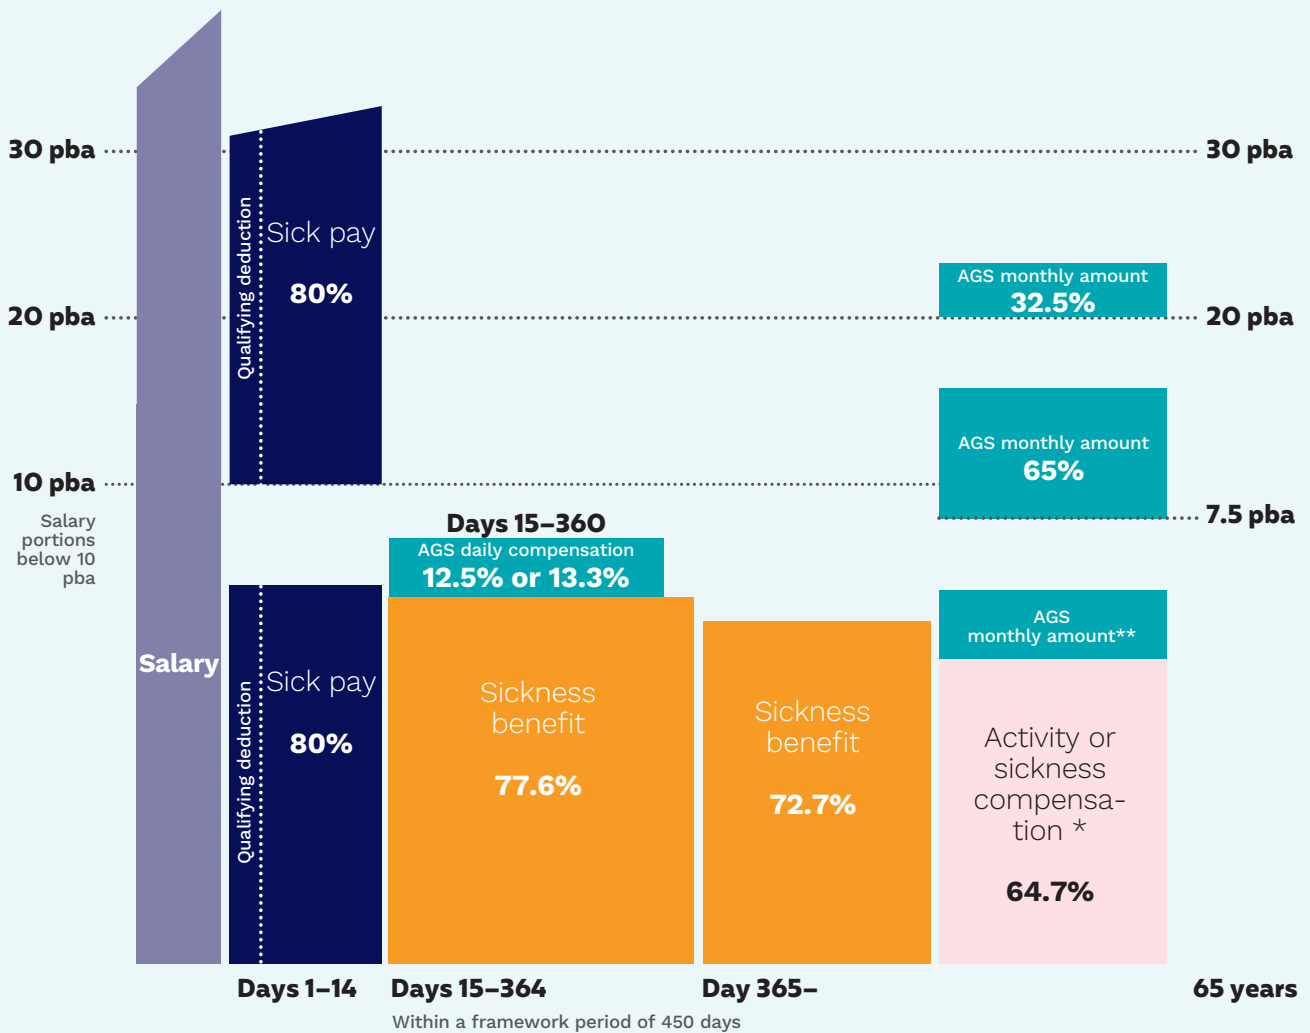 30 pba
30 pba
Qualifying deduction
Sick pay
80%
AGS monthly amount
32.5%
20 pba
20 pba
AGS monthly amount
65%
10 pba
7.5 pba
Salary
portions
below 10
pba
Days 15–360
AGS daily compensation
12.5% or 13.3%
AGS
monthly amount**
Salary
Qualifying deduction
Sick pay
80%
Sickness
benefit
77.6%
Sickness
benefit
72.7%
Activity or
sickness
compensa-
tion *
64.7%
Days 1–14
Days 15–364
Day 365–
65 years
Within a framework period of 450 days